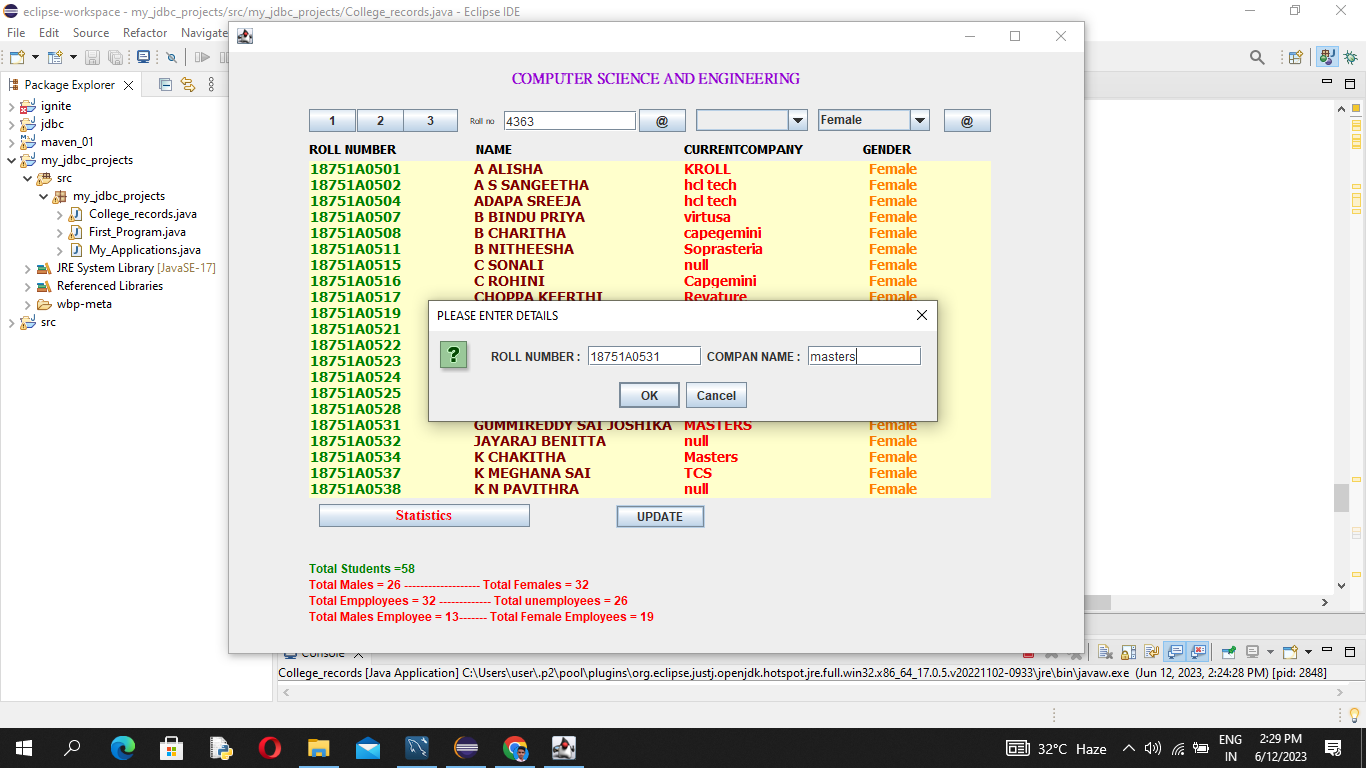 eclipse-workspace - my_jdbc_projects/src/my_jdbc_projects/College_records.java - Eclipse IDE
File Edit Source Refactor Navigate
Package Explorer
ignite
jdbc
maven_01
my_jdbc_projects
src
my_jdbc_projects
College_records.java
First_Program.java
My_Applications.java
JRE System Library [JavaSE-17]
Referenced Libraries
wbp-meta
src
COMPUTER SCIENCE AND ENGINEERING
1 2 3 Roll no 4363 @ Female @
ROLL NUMBER NAME CURRENTCOMPANY GENDER
18751A0501 A ALISHA KROLL Female
18751A0502 A S SANGEETHA hcl tech Female
18751A0504 ADAPA SREEJA hcl tech Female
18751A0507 B BINDU PRIYA virtusa Female
18751A0508 B CHARITHA capegemini Female
18751A0511 B NITHEESHA Soprasteria Female
18751A0515 C SONALI null Female
18751A0516 C ROHINI Capgemini Female
18751A0517 CHOPPA KEERTHI Revature Female
18751A0519
18751A0521
18751A0522
18751A0523
18751A0524
18751A0525
18751A0528
18751A0531 GUMMIREDDY SAI JOSHIKA MASTERS Female
18751A0532 JAYARAJ BENITTA null Female
18751A0534 K CHAKITHA Masters Female
18751A0537 K MEGHANA SAI TCS Female
18751A0538 K N PAVITHRA null Female
PLEASE ENTER DETAILS
? ROLL NUMBER : 18751A0531 COMPAN NAME : masters
OK Cancel
Statistics UPDATE
Total Students =58
Total Males = 26 ------------------- Total Females = 32
Total Empployees = 32 ------------- Total unemployees = 26
Total Males Employee = 13------- Total Female Employees = 19
Console
College_records [Java Application] C:\Users\user\.p2\pool\plugins\org.eclipse.justj.openjdk.hotspot.jre.full.win32.x86_64_17.0.5.v20221102-0933\jre\bin\javaw.exe (Jun 12, 2023, 2:24:28 PM) [pid: 2848]
32°C Haze
ENG
IN
2:29 PM
6/12/2023